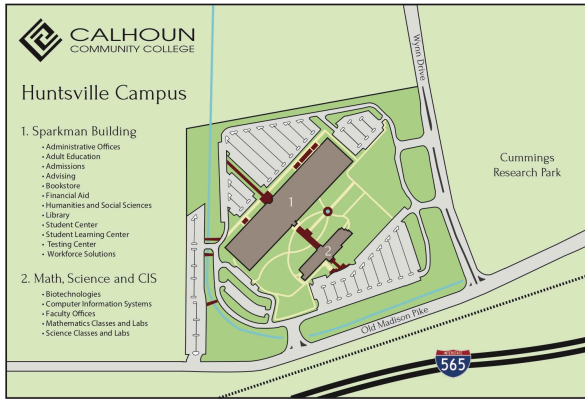 CALHOUN
COMMUNITY COLLEGE
Huntsville Campus
1. Sparkman Building
• Administrative Offices
• Adult Education
• Admissions
• Advising
• Bookstore
• Financial Aid
• Humanities and Social Sciences
• Library
• Student Center
• Student Learning Center
• Testing Center
• Workforce Solutions
2. Math, Science and CIS
• Biotechnologies
• Computer Information Systems
• Faculty Offices
• Mathematics Classes and Labs
• Science Classes and Labs
Wynn Drive
Cummings
Research Park
1
2
Old Madison Pike
INTERSTATE
565